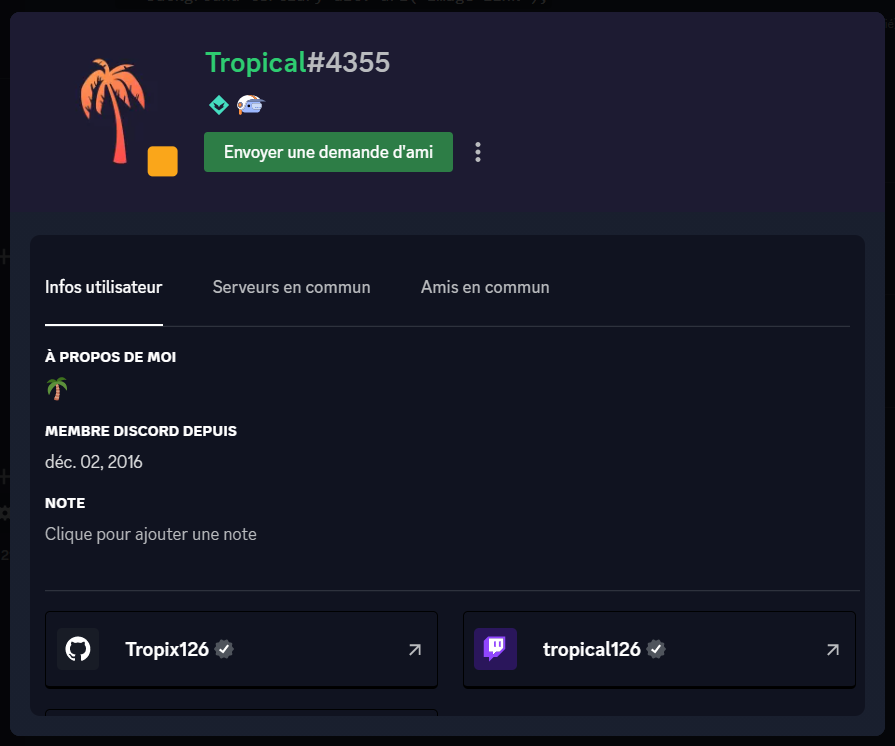 Tropical#4355
Envoyer une demande d'ami
Infos utilisateur
Serveurs en commun
Amis en commun
À PROPOS DE MOI
MEMBRE DISCORD DEPUIS
déc. 02, 2016
NOTE
Clique pour ajouter une note
Tropix126
tropical126